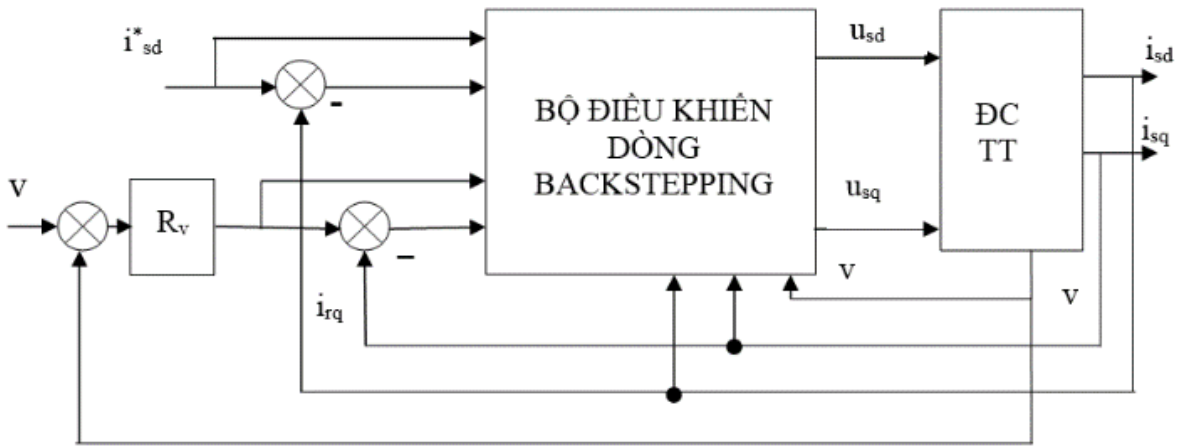 i*sd
usd
isd
BỘ ĐIỀU KHIỂN
DÒNG
BACKSTEPPING
ĐC
TT
isq
v
Rv
usq
-
-
v
v
irq